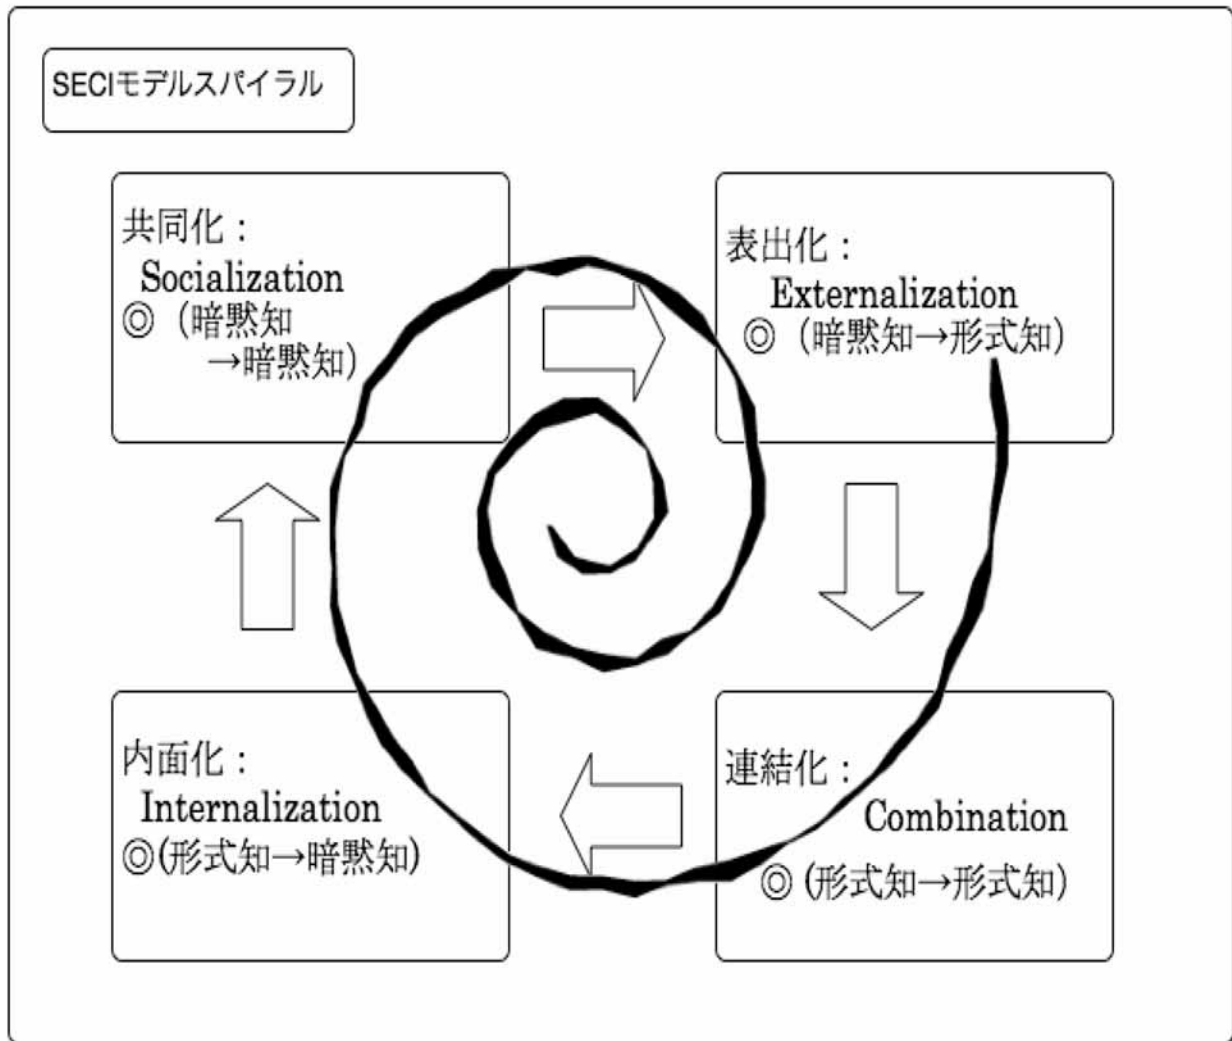 SECIモデルスパイラル
共同化：
Socialization
◎（暗黙知
→暗黙知）
表出化：
Externalization
◎（暗黙知→形式知）
内面化：
Internalization
◎(形式知→暗黙知)
連結化：
Combination
◎(形式知→形式知)